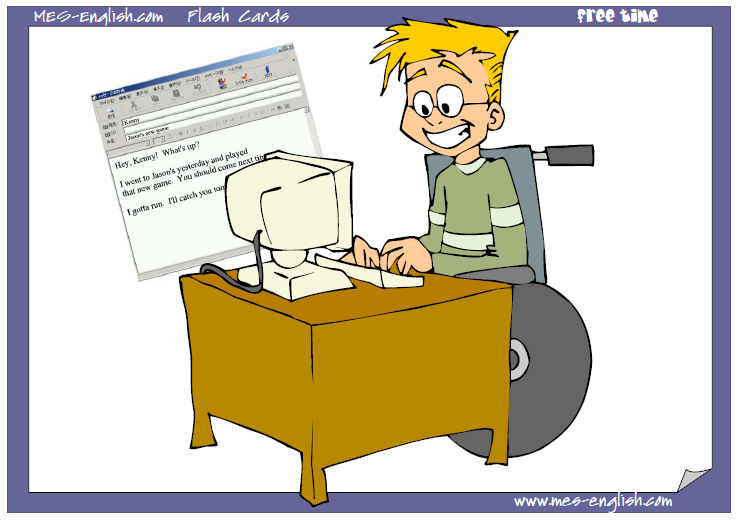 MES-English.com Flash Cards free time
Kenny
Jason's new game
Hey, Kenny! What's up?
I went to Jason's yesterday and played
that new game. You should come next
I gotta run. I'll catch you
www.mes-english.com